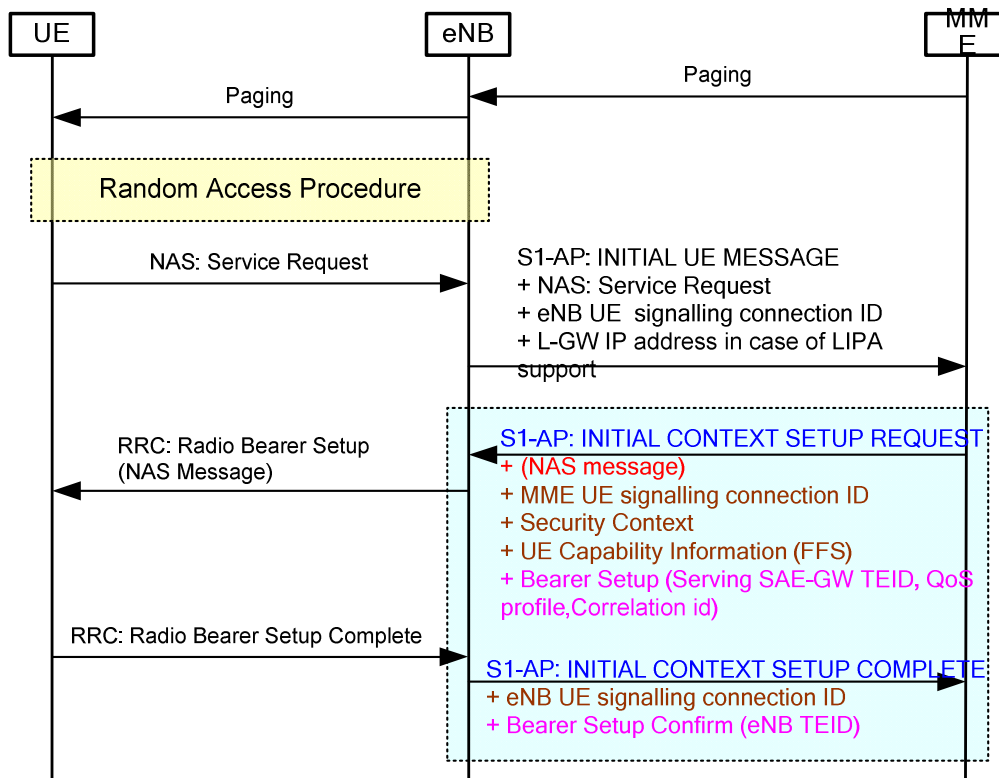 UE
eNB
MM
E
Paging
Paging
Random Access Procedure
NAS: Service Request
S1-AP: INITIAL UE MESSAGE
+ NAS: Service Request
+ eNB UE  signalling connection ID
+ L-GW IP address in case of LIPA
support
RRC: Radio Bearer Setup
(NAS Message)
S1-AP: INITIAL CONTEXT SETUP REQUEST
+ (NAS message)
+ MME UE signalling connection ID
+ Security Context
+ UE Capability Information (FFS)
+ Bearer Setup (Serving SAE-GW TEID, QoS
profile,Correlation id)
RRC: Radio Bearer Setup Complete
S1-AP: INITIAL CONTEXT SETUP COMPLETE
+ eNB UE signalling connection ID
+ Bearer Setup Confirm (eNB TEID)